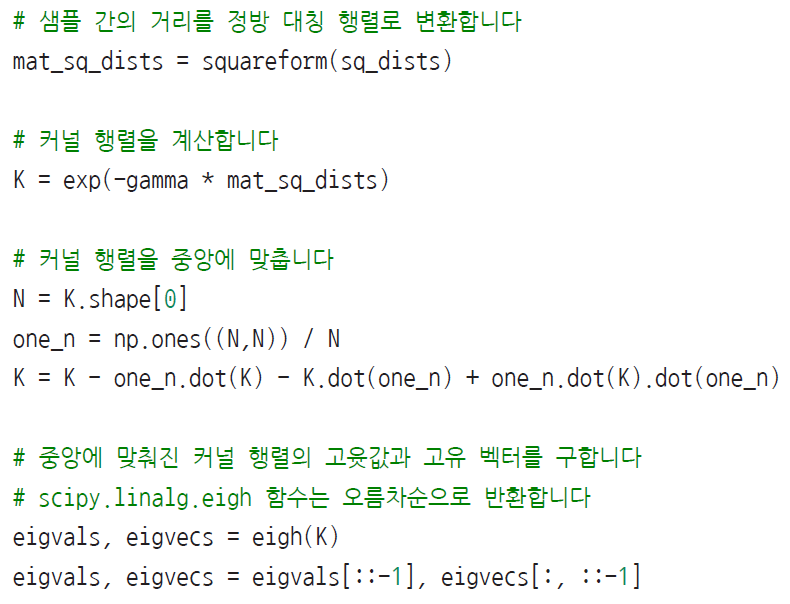 # 샘플 간의 거리를 정방 대칭 행렬로 변환합니다
mat_sq_dists = squareform(sq_dists)
# 커널 행렬을 계산합니다
K = exp(-gamma * mat_sq_dists)
# 커널 행렬을 중앙에 맞춥니다
N = K.shape[0]
one_n = np.ones((N,N)) / N
K = K - one_n.dot(K) - K.dot(one_n) + one_n.dot(K).dot(one_n)
# 중앙에 맞춰진 커널 행렬의 고윳값과 고유 벡터를 구합니다
# scipy.linalg.eigh 함수는 오름차순으로 반환합니다
eigvals, eigvecs = eigh(K)
eigvals, eigvecs = eigvals[::-1], eigvecs[:, ::-1]